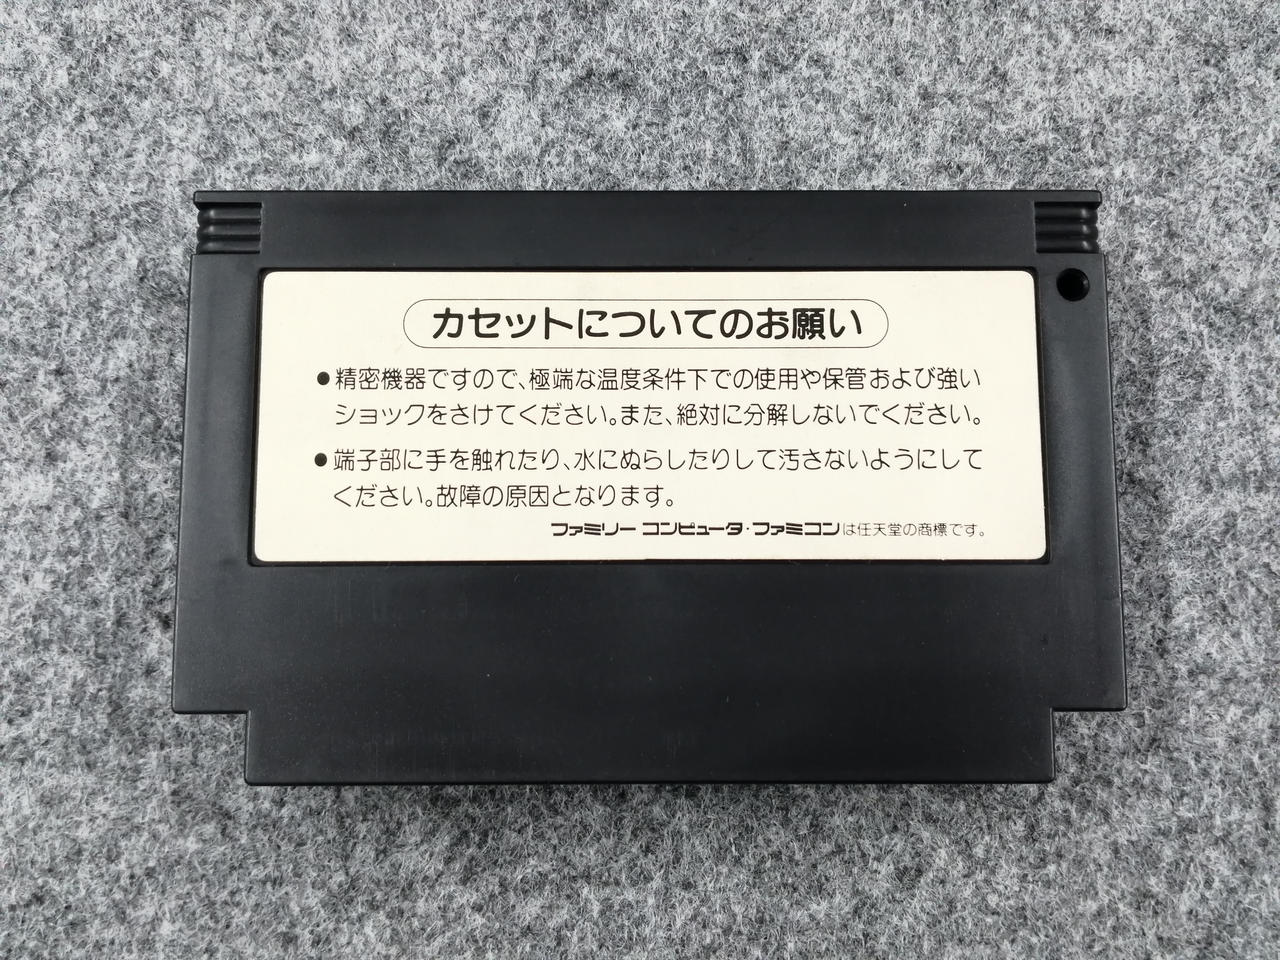 カセットについてのお願い
●精密機器ですので、極端な温度条件下での使用や保管および強い
ショックをさけてください。また、絶対に分解しないでください。
●端子部に手を触れたり、水にぬらしたりして汚さないようにして
ください。故障の原因となります。
ファミリー コンピュータ・ファミコンは任天堂の商標です。